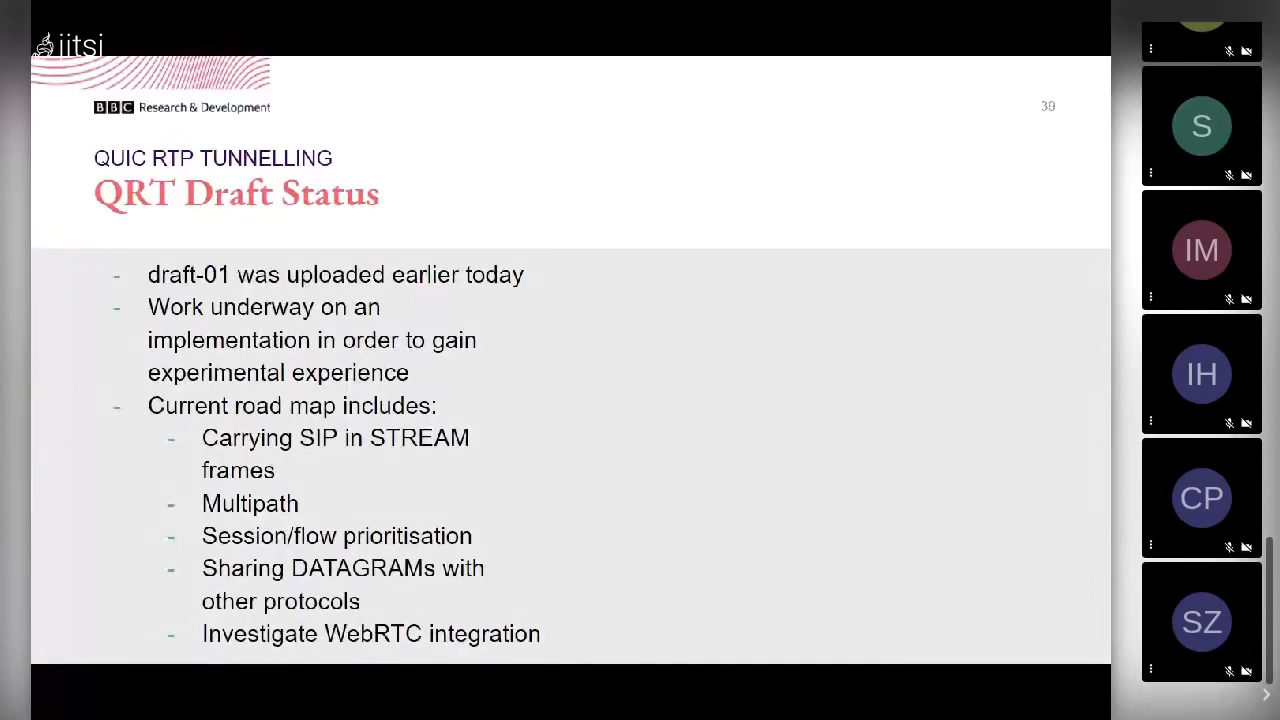 jitsi
BBC Research & Development
39
QUIC RTP TUNNELLING
QRT Draft Status
- draft-01 was uploaded earlier today
- Work underway on an
implementation in order to gain
experimental experience
- Current road map includes:
- Carrying SIP in STREAM
frames
- Multipath
- Session/flow prioritisation
- Sharing DATAGRAMs with
other protocols
- Investigate WebRTC integration
S
IM
IH
CP
SZ